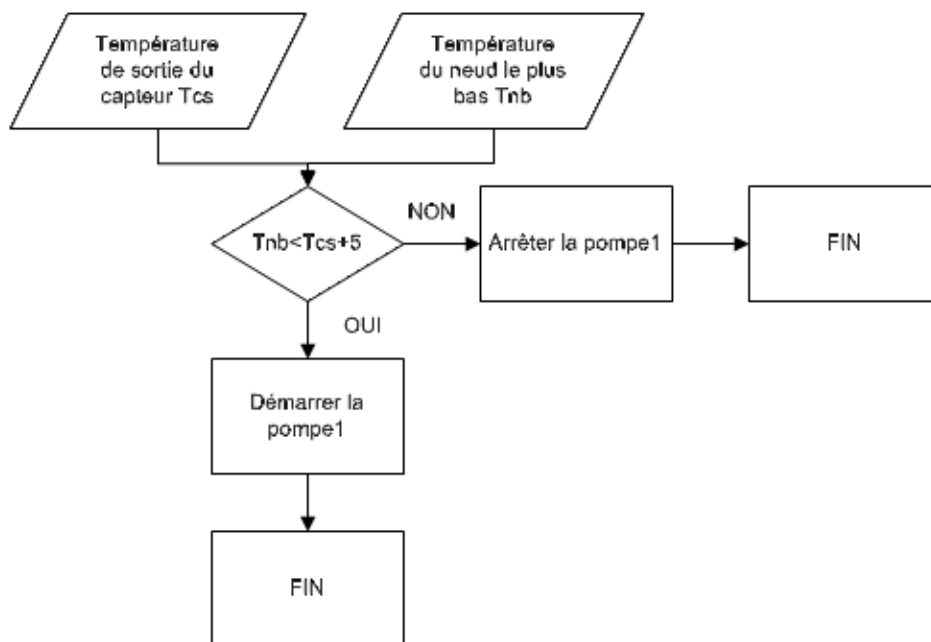 Température
de sortie du
capteur Tcs
Température
du neud le plus
bas Tnb
Tnb<Tcs+5
NON
Arrêter la pompe1
FIN
OUI
Démarrer la
pompe1
FIN